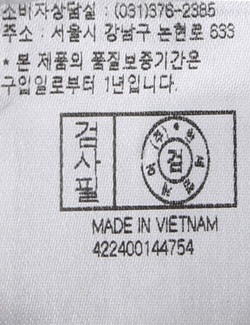 소비자상담실 : (031)376-2385
주소 : 서울시 강남구 논현로 633
* 본 제품의 품질보증기간은
구입일로부터 1년입니다.
검사필
검
MADE IN VIETNAM
422400144754